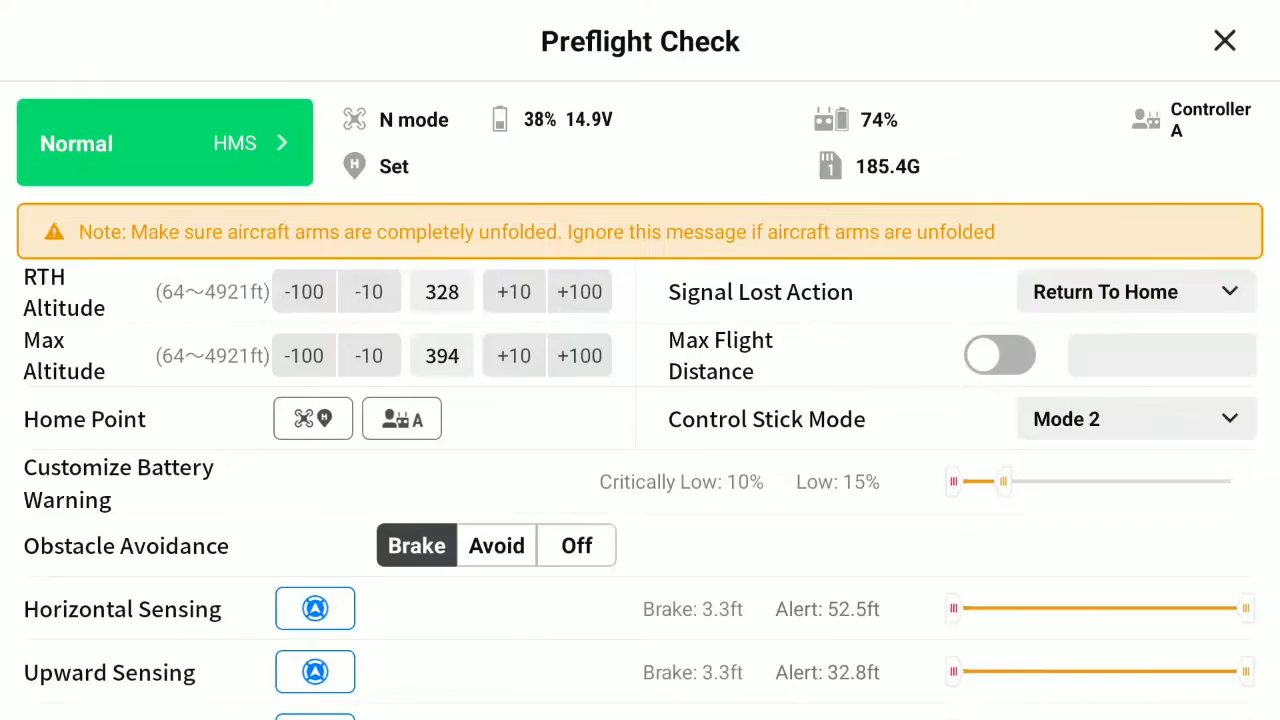 Preflight Check
Normal HMS
N mode 38% 14.9V 74% Controller A
H Set 1 185.4G
Note: Make sure aircraft arms are completely unfolded. Ignore this message if aircraft arms are unfolded
RTH Altitude (64～4921ft) -100 -10 328 +10 +100 Signal Lost Action Return To Home
Max Altitude (64～4921ft) -100 -10 394 +10 +100 Max Flight Distance
Home Point H A Control Stick Mode Mode 2
Customize Battery Warning Critically Low: 10% Low: 15%
Obstacle Avoidance Brake Avoid Off
Horizontal Sensing Brake: 3.3ft Alert: 52.5ft
Upward Sensing Brake: 3.3ft Alert: 32.8ft